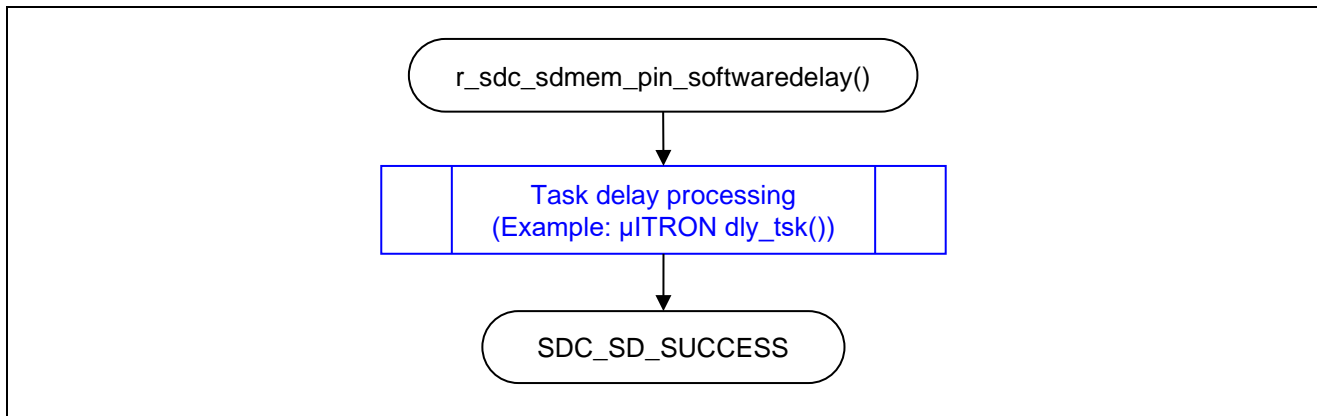 r_sdc_sdmem_pin_softwaredelay()
Task delay processing
(Example: µITRON dly_tsk())
SDC_SD_SUCCESS